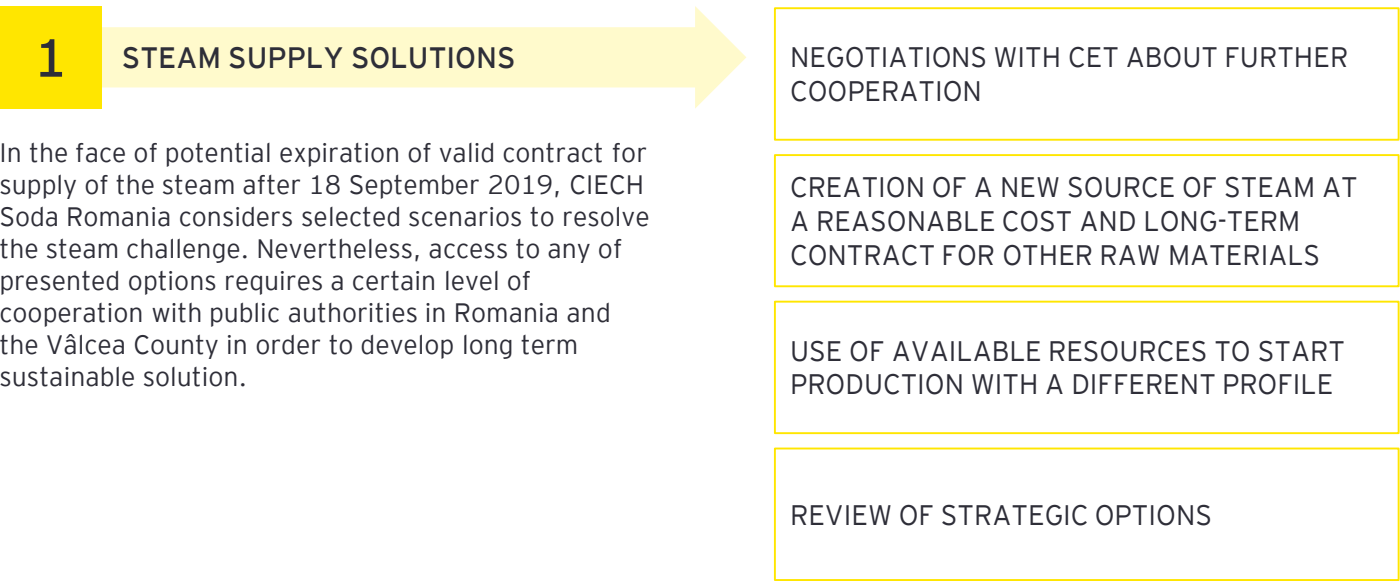 1
STEAM SUPPLY SOLUTIONS
In the face of potential expiration of valid contract for
supply of the steam after 18 September 2019, CIECH
Soda Romania considers selected scenarios to resolve
the steam challenge. Nevertheless, access to any of
presented options requires a certain level of
cooperation with public authorities in Romania and
the Vâlcea County in order to develop long term
sustainable solution.
NEGOTIATIONS WITH CET ABOUT FURTHER
COOPERATION
CREATION OF A NEW SOURCE OF STEAM AT
A REASONABLE COST AND LONG-TERM
CONTRACT FOR OTHER RAW MATERIALS
USE OF AVAILABLE RESOURCES TO START
PRODUCTION WITH A DIFFERENT PROFILE
REVIEW OF STRATEGIC OPTIONS